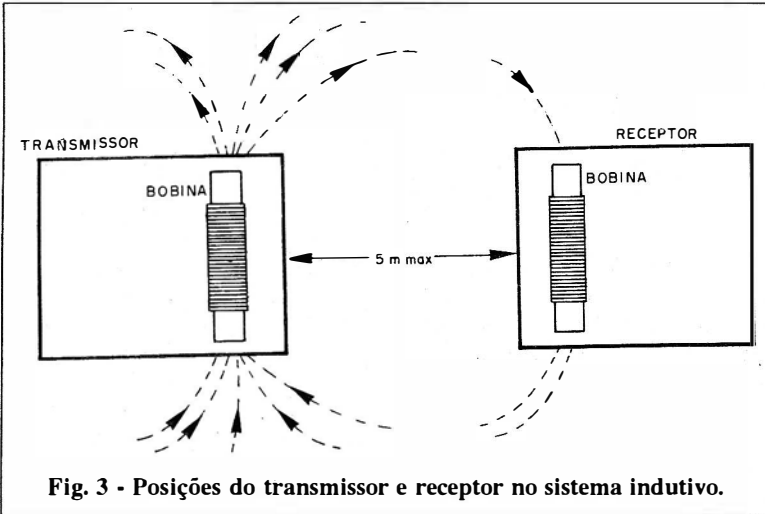 TRANSMISSOR
RECEPTOR
BOBINA
BOBINA
5 m max
Fig. 3 - Posições do transmissor e receptor no sistema indutivo.